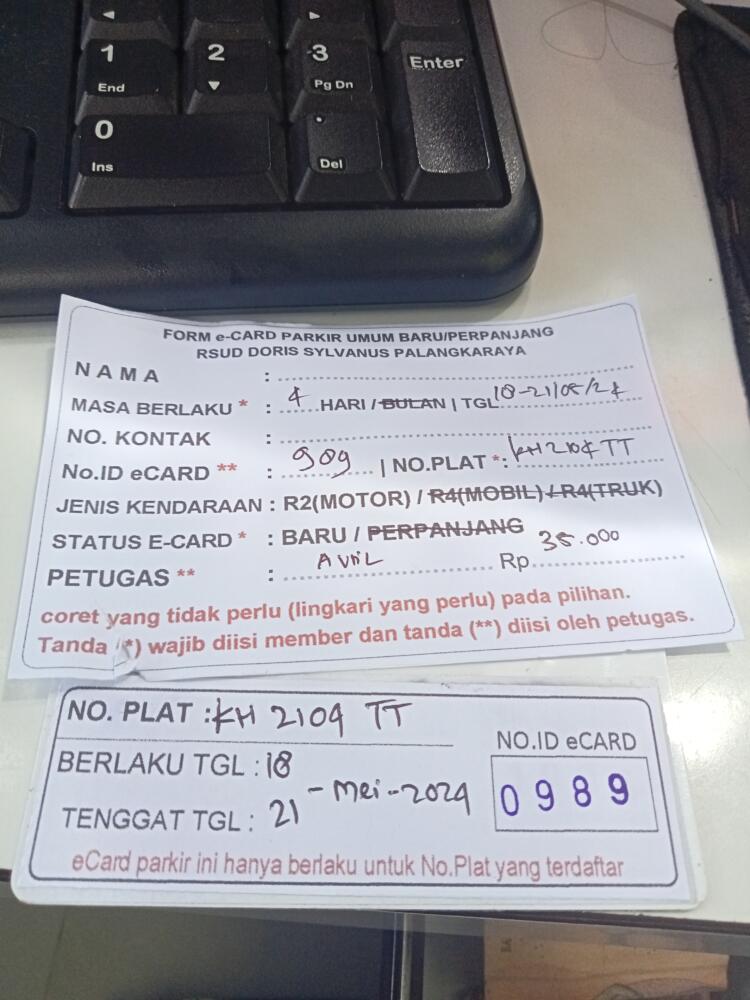 1 2 3 Enter
End Pg Dn
0
Ins Del
FORM e-CARD PARKIR UMUM BARU/PERPANJANG
RSUD DORIS SYLVANUS PALANGKARAYA
NAMA :
MASA BERLAKU * : 4 HARI / BULAN | TGL 18-21/05/24
NO. KONTAK :
No.ID eCARD ** : 989 | NO.PLAT *: KH 2104 TT
JENIS KENDARAAN : R2(MOTOR) / R4(MOBIL) / R4(TRUK)
STATUS E-CARD * : BARU / PERPANJANG
PETUGAS ** : AVRIL Rp 35.000
coret yang tidak perlu (lingkari yang perlu) pada pilihan.
Tanda (*) wajib diisi member dan tanda (**) diisi oleh petugas.
NO. PLAT : KH 2104 TT
BERLAKU TGL : 18
TENGGAT TGL : 21 - Mei - 2024
NO.ID eCARD
0989
eCard parkir ini hanya berlaku untuk No.Plat yang terdaftar